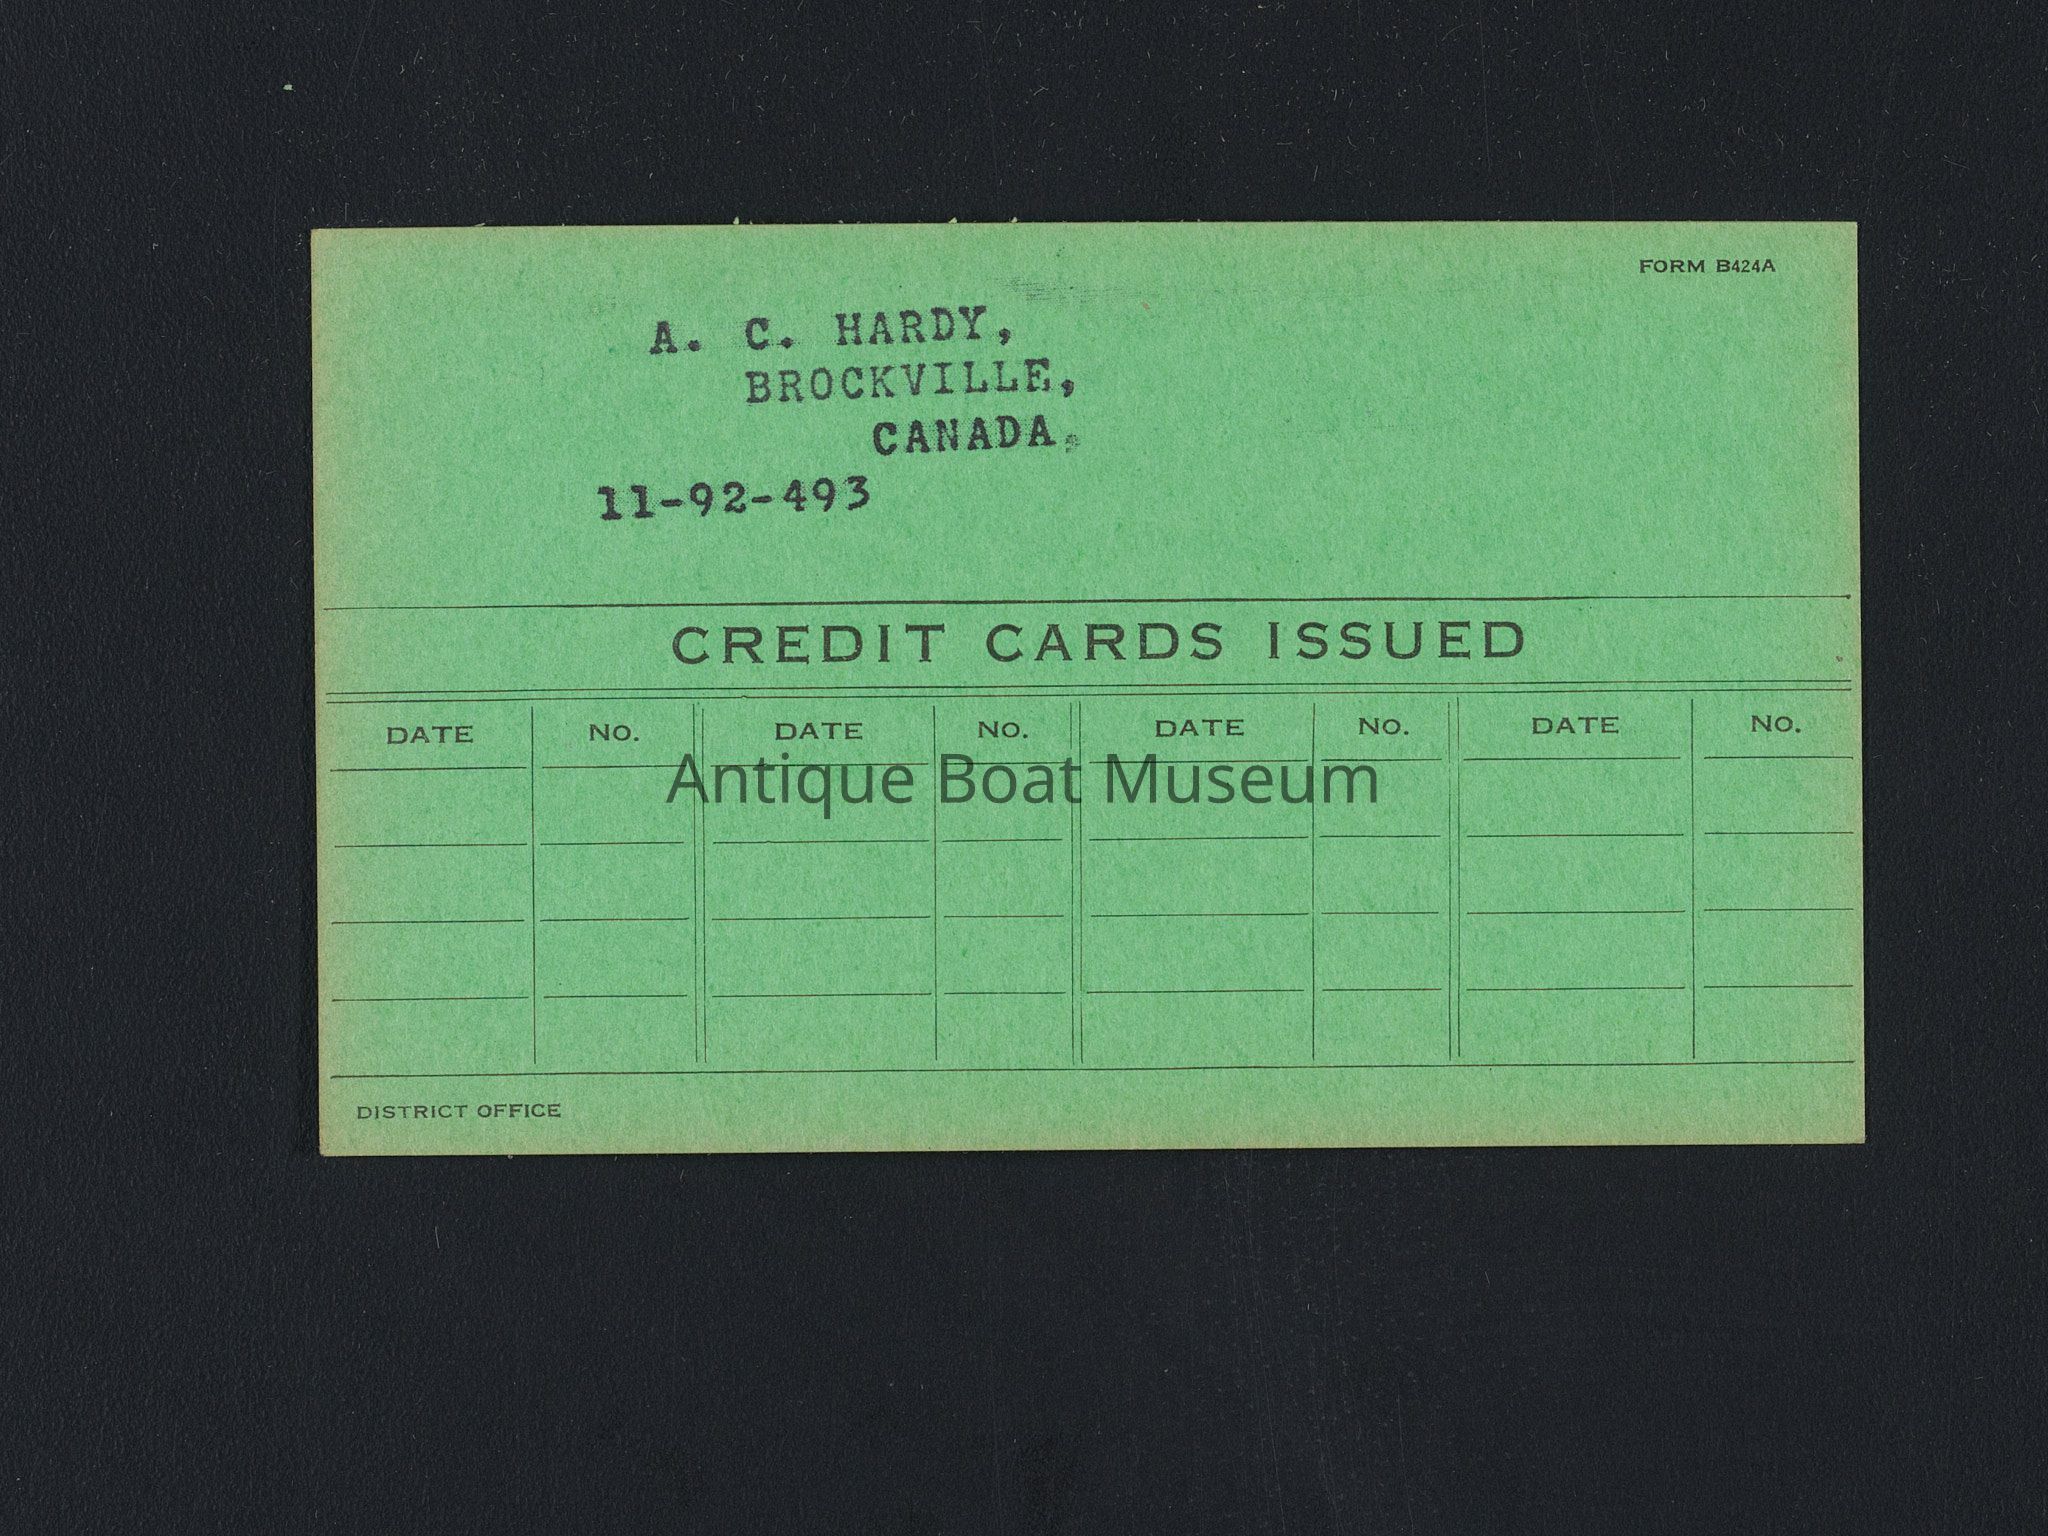 FORM B424A
A. C. HARDY,
BROCKVILLE,
CANADA.
11-92-493
CREDIT CARDS ISSUED
DATE NO. DATE NO. DATE NO. DATE NO.
Antique Boat Museum
DISTRICT OFFICE